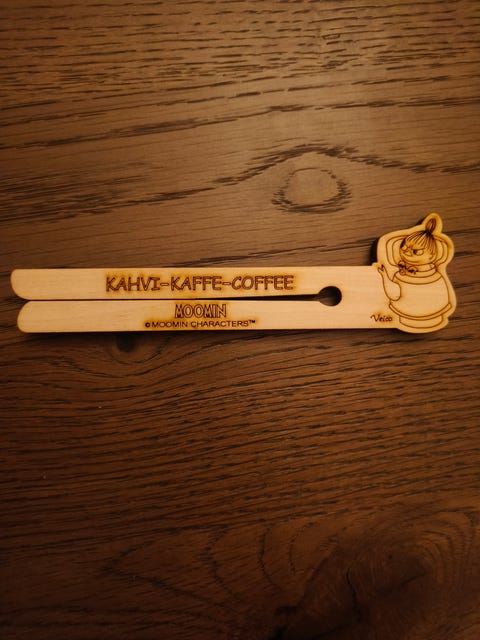 KAHVI-KAFFE-COFFEE
MOOMIN
© MOOMIN CHARACTERS™
Veico